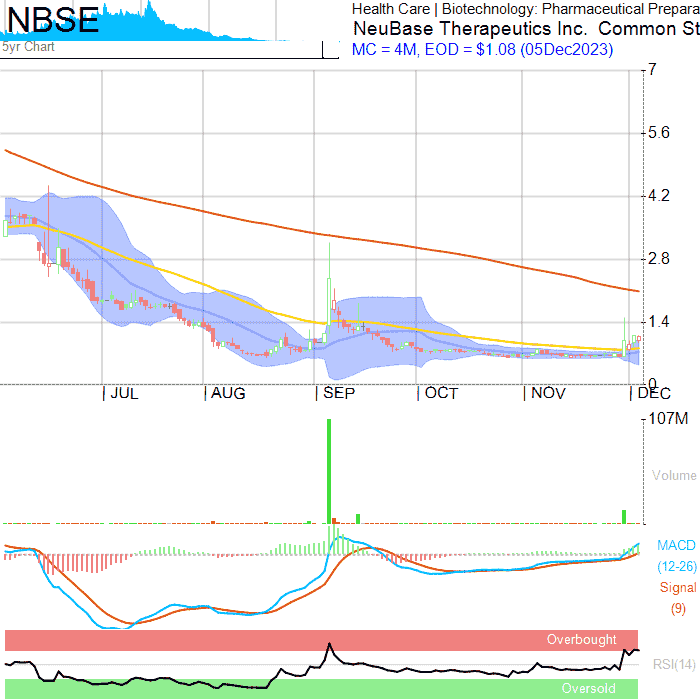 NBSE
5yr Chart
Health Care | Biotechnology: Pharmaceutical Prepara
NeuBase Therapeutics Inc. Common St
MC = 4M, EOD = $1.08 (05Dec2023)
7
5.6
4.2
2.8
1.4
0
JUL AUG SEP OCT NOV DEC
107M
Volume
MACD
(12-26)
Signal
(9)
Overbought
RSI(14)
Oversold